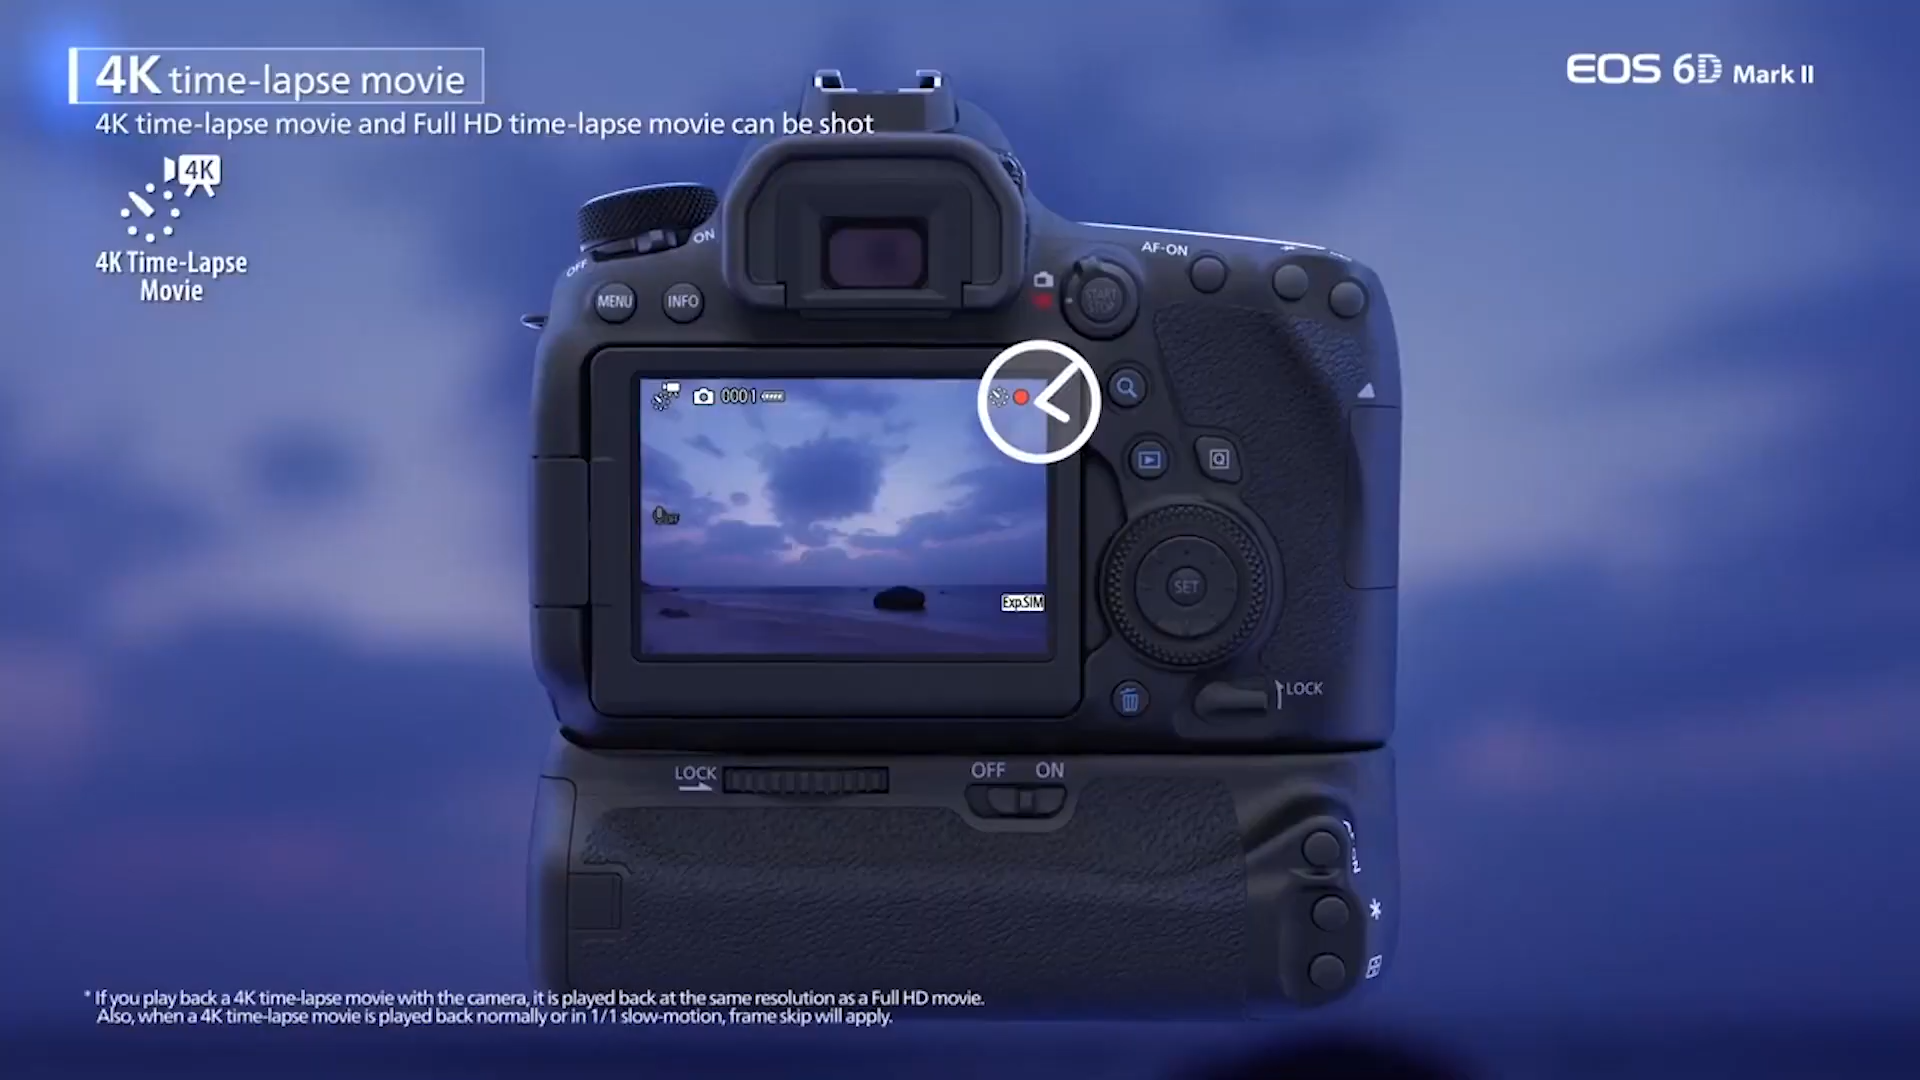 4K time-lapse movie
EOS 6D Mark II
4K time-lapse movie and Full HD time-lapse movie can be shot
4K
4K Time-Lapse
Movie
ON
OFF
AF-ON
MENU
INFO
START
STOP
0001
Q
OFF
SET
Exp.SIM
LOCK
LOCK
OFF ON
* If you play back a 4K time-lapse movie with the camera, it is played back at the same resolution as a Full HD movie.
Also, when a 4K time-lapse movie is played back normally or in 1/1 slow-motion, frame skip will apply.